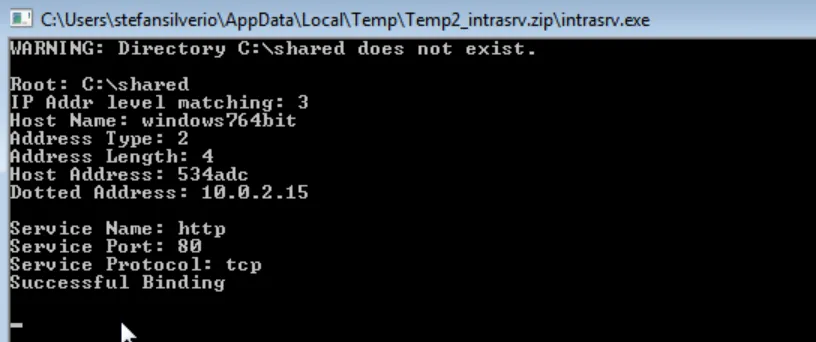 C:\Users\stefansilverio\AppData\Local\Temp\Temp2_intrasrv.zip\intrasrv.exe
WARNING: Directory C:\shared does not exist.
Root: C:\shared
IP Addr level matching: 3
Host Name: windows764bit
Address Type: 2
Address Length: 4
Host Address: 534adc
Dotted Address: 10.0.2.15
Service Name: http
Service Port: 80
Service Protocol: tcp
Successful Binding